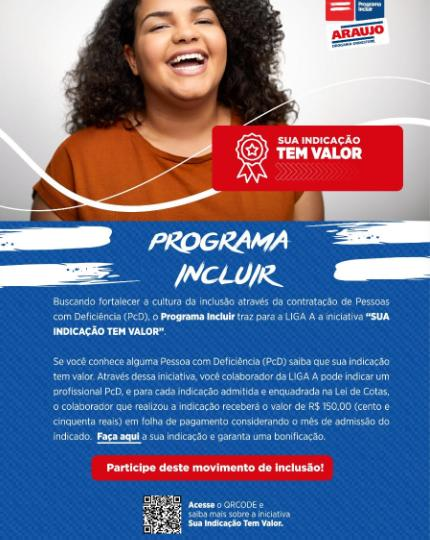 Programa
Incluir
ARAUJO
DROGARIA DRIVE TIME
SUA INDICAÇÃO
TEM VALOR
PROGRAMA
INCLUIR
Buscando fortalecer a cultura da inclusão através da contratação de Pessoas
com Deficiência (PcD), o Programa Incluir traz para a LIGA A a iniciativa “SUA
INDICAÇÃO TEM VALOR”.
Se você conhece alguma Pessoa com Deficiência (PcD) saiba que sua indicação
tem valor. Através dessa iniciativa, você colaborador da LIGA A pode indicar um
profissional PcD, e para cada indicação admitida e enquadrada na Lei de Cotas,
o colaborador que realizou a indicação receberá o valor de R$ 150,00 (cento e
cinquenta reais) em folha de pagamento considerando o mês de admissão do
indicado. Faça aqui a sua indicação e garanta uma bonificação.
Participe deste movimento de inclusão!
Acesse o QRCODE e
saiba mais sobre a iniciativa
Sua Indicação Tem Valor.